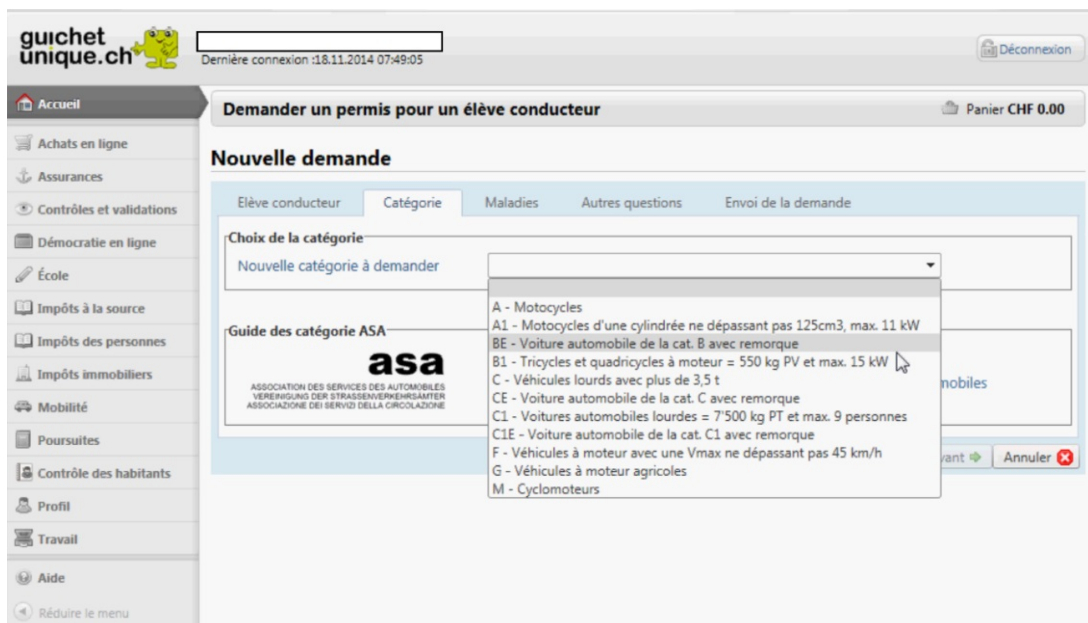 guichet
unique.ch
Dernière connexion :18.11.2014 07:49:05
Déconnexion
Accueil
Demander un permis pour un élève conducteur
Panier CHF 0.00
Achats en ligne
Assurances
Contrôles et validations
Démocratie en ligne
École
Impôts à la source
Impôts des personnes
Impôts immobiliers
Mobilité
Poursuites
Contrôle des habitants
Profil
Travail
Aide
Réduire le menu
Nouvelle demande
Elève conducteur
Catégorie
Maladies
Autres questions
Envoi de la demande
Choix de la catégorie
Nouvelle catégorie à demander
A - Motocycles
A1 - Motocycles d'une cylindrée ne dépassant pas 125cm3, max. 11 kW
BE - Voiture automobile de la cat. B avec remorque
B1 - Tricycles et quadricycles à moteur = 550 kg PV et max. 15 kW
C - Véhicules lourds avec plus de 3,5 t
CE - Voiture automobile de la cat. C avec remorque
C1 - Voitures automobiles lourdes = 7'500 kg PT et max. 9 personnes
C1E - Voiture automobile de la cat. C1 avec remorque
F - Véhicules à moteur avec une Vmax ne dépassant pas 45 km/h
G - Véhicules à moteur agricoles
M - Cyclomoteurs
Guide des catégorie ASA
asa
ASSOCIATION DES SERVICES DES AUTOMOBILES
VEREINIGUNG DER STRASSENVERKEHRSÄMTER
ASSOCIAZIONE DEI SERVIZI DELLA CIRCOLAZIONE
nobiles
vant
Annuler